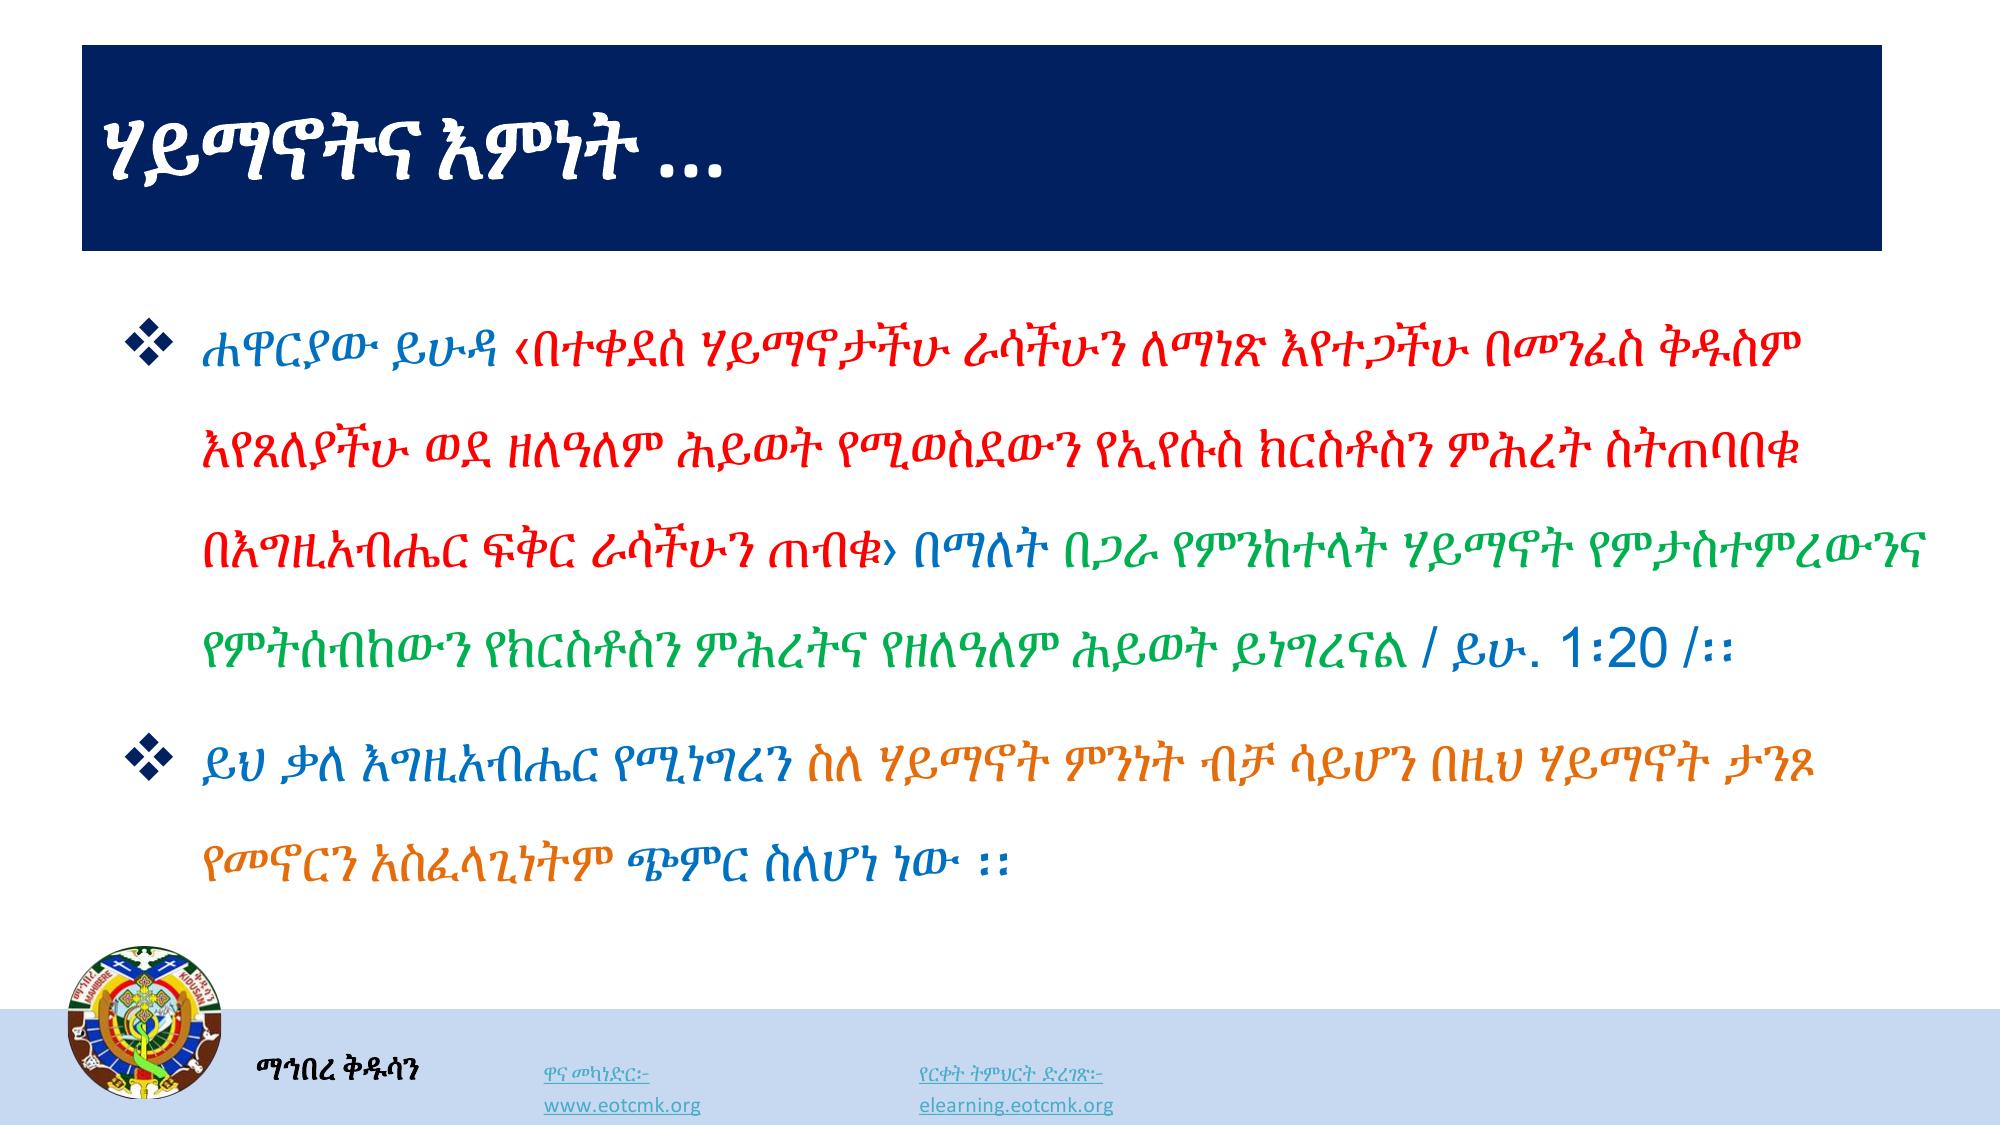 ሃይማኖትና እምነት ...
❖ ሐዋርያው ይሁዳ ‹በተቀደሰ ሃይማኖታችሁ ራሳችሁን ለማነጽ እየተጋችሁ በመንፈስ ቅዱስም
እየጸለያችሁ ወደ ዘለዓለም ሕይወት የሚወስደውን የኢየሱስ ክርስቶስን ምሕረት ስትጠባበቁ
በእግዚአብሔር ፍቅር ራሳችሁን ጠብቁ› በማለት በጋራ የምንከተላት ሃይማኖት የምታስተምረውንና
የምትሰብከውን የክርስቶስን ምሕረትና የዘለዓለም ሕይወት ይነግረናል / ይሁ. 1፡20 /፡፡
❖ ይህ ቃለ እግዚአብሔር የሚነግረን ስለ ሃይማኖት ምንነት ብቻ ሳይሆን በዚህ ሃይማኖት ታንጾ
የመኖርን አስፈላጊነትም ጭምር ስለሆነ ነው ፡፡
ማኅበረ ቅዱሳን
MAHIBERE KIDUSAN
ማኅበረ ቅዱሳን
ዋና መካነድር፡-
www.eotcmk.org
የርቀት ትምህርት ድረገጽ፡-
elearning.eotcmk.org